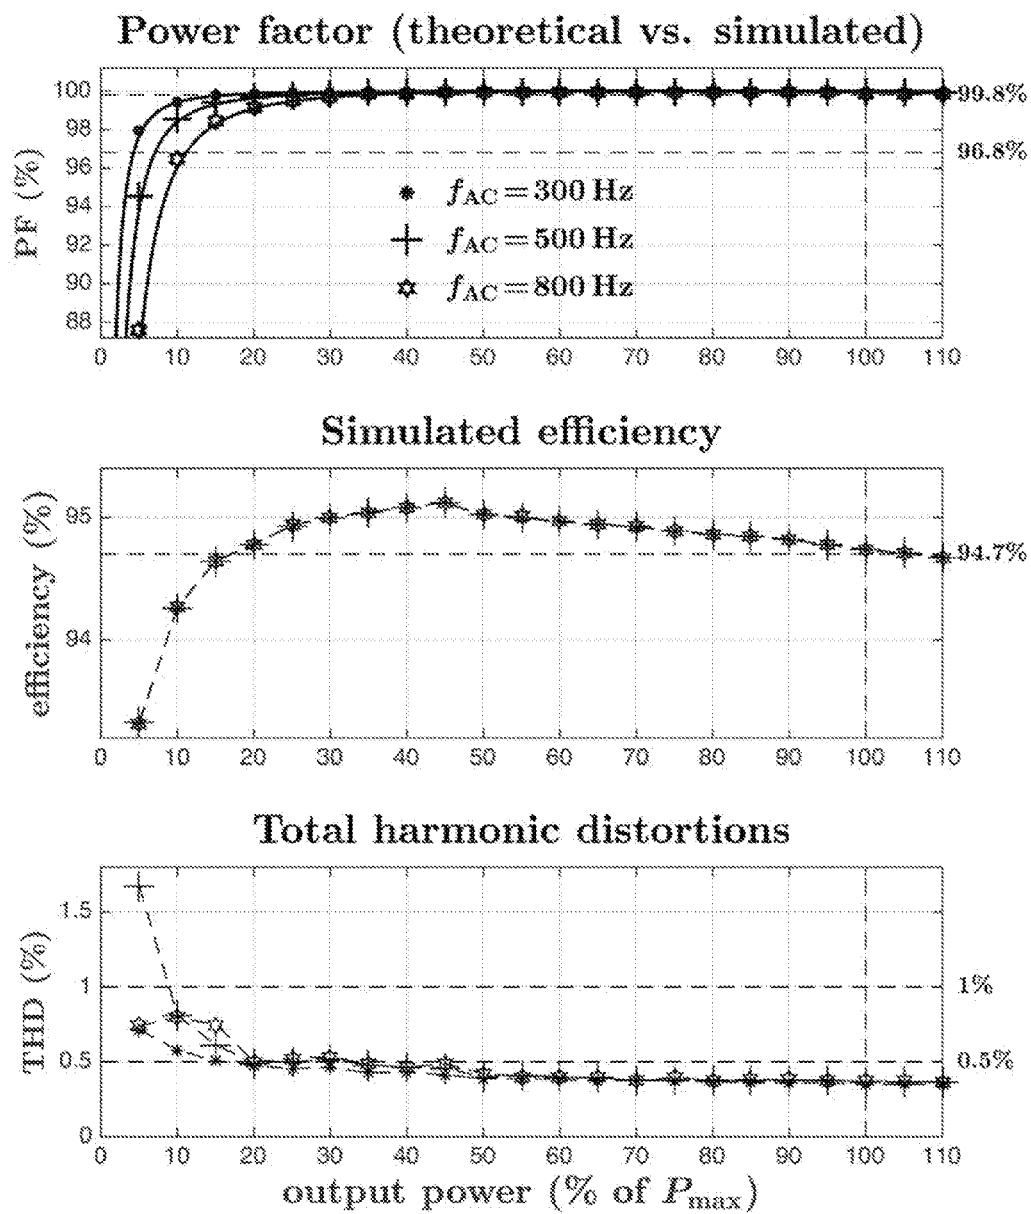 Power factor (theoretical vs. simulated)
PF (%)
100
98
96
94
92
90
88
99.8%
96.8%
f_AC = 300 Hz
f_AC = 500 Hz
f_AC = 800 Hz
0 10 20 30 40 50 60 70 80 90 100 110
Simulated efficiency
efficiency (%)
95
94
94.7%
0 10 20 30 40 50 60 70 80 90 100 110
Total harmonic distortions
THD (%)
1.5
1
0.5
0
1%
0.5%
0 10 20 30 40 50 60 70 80 90 100 110
output power (% of P_max)